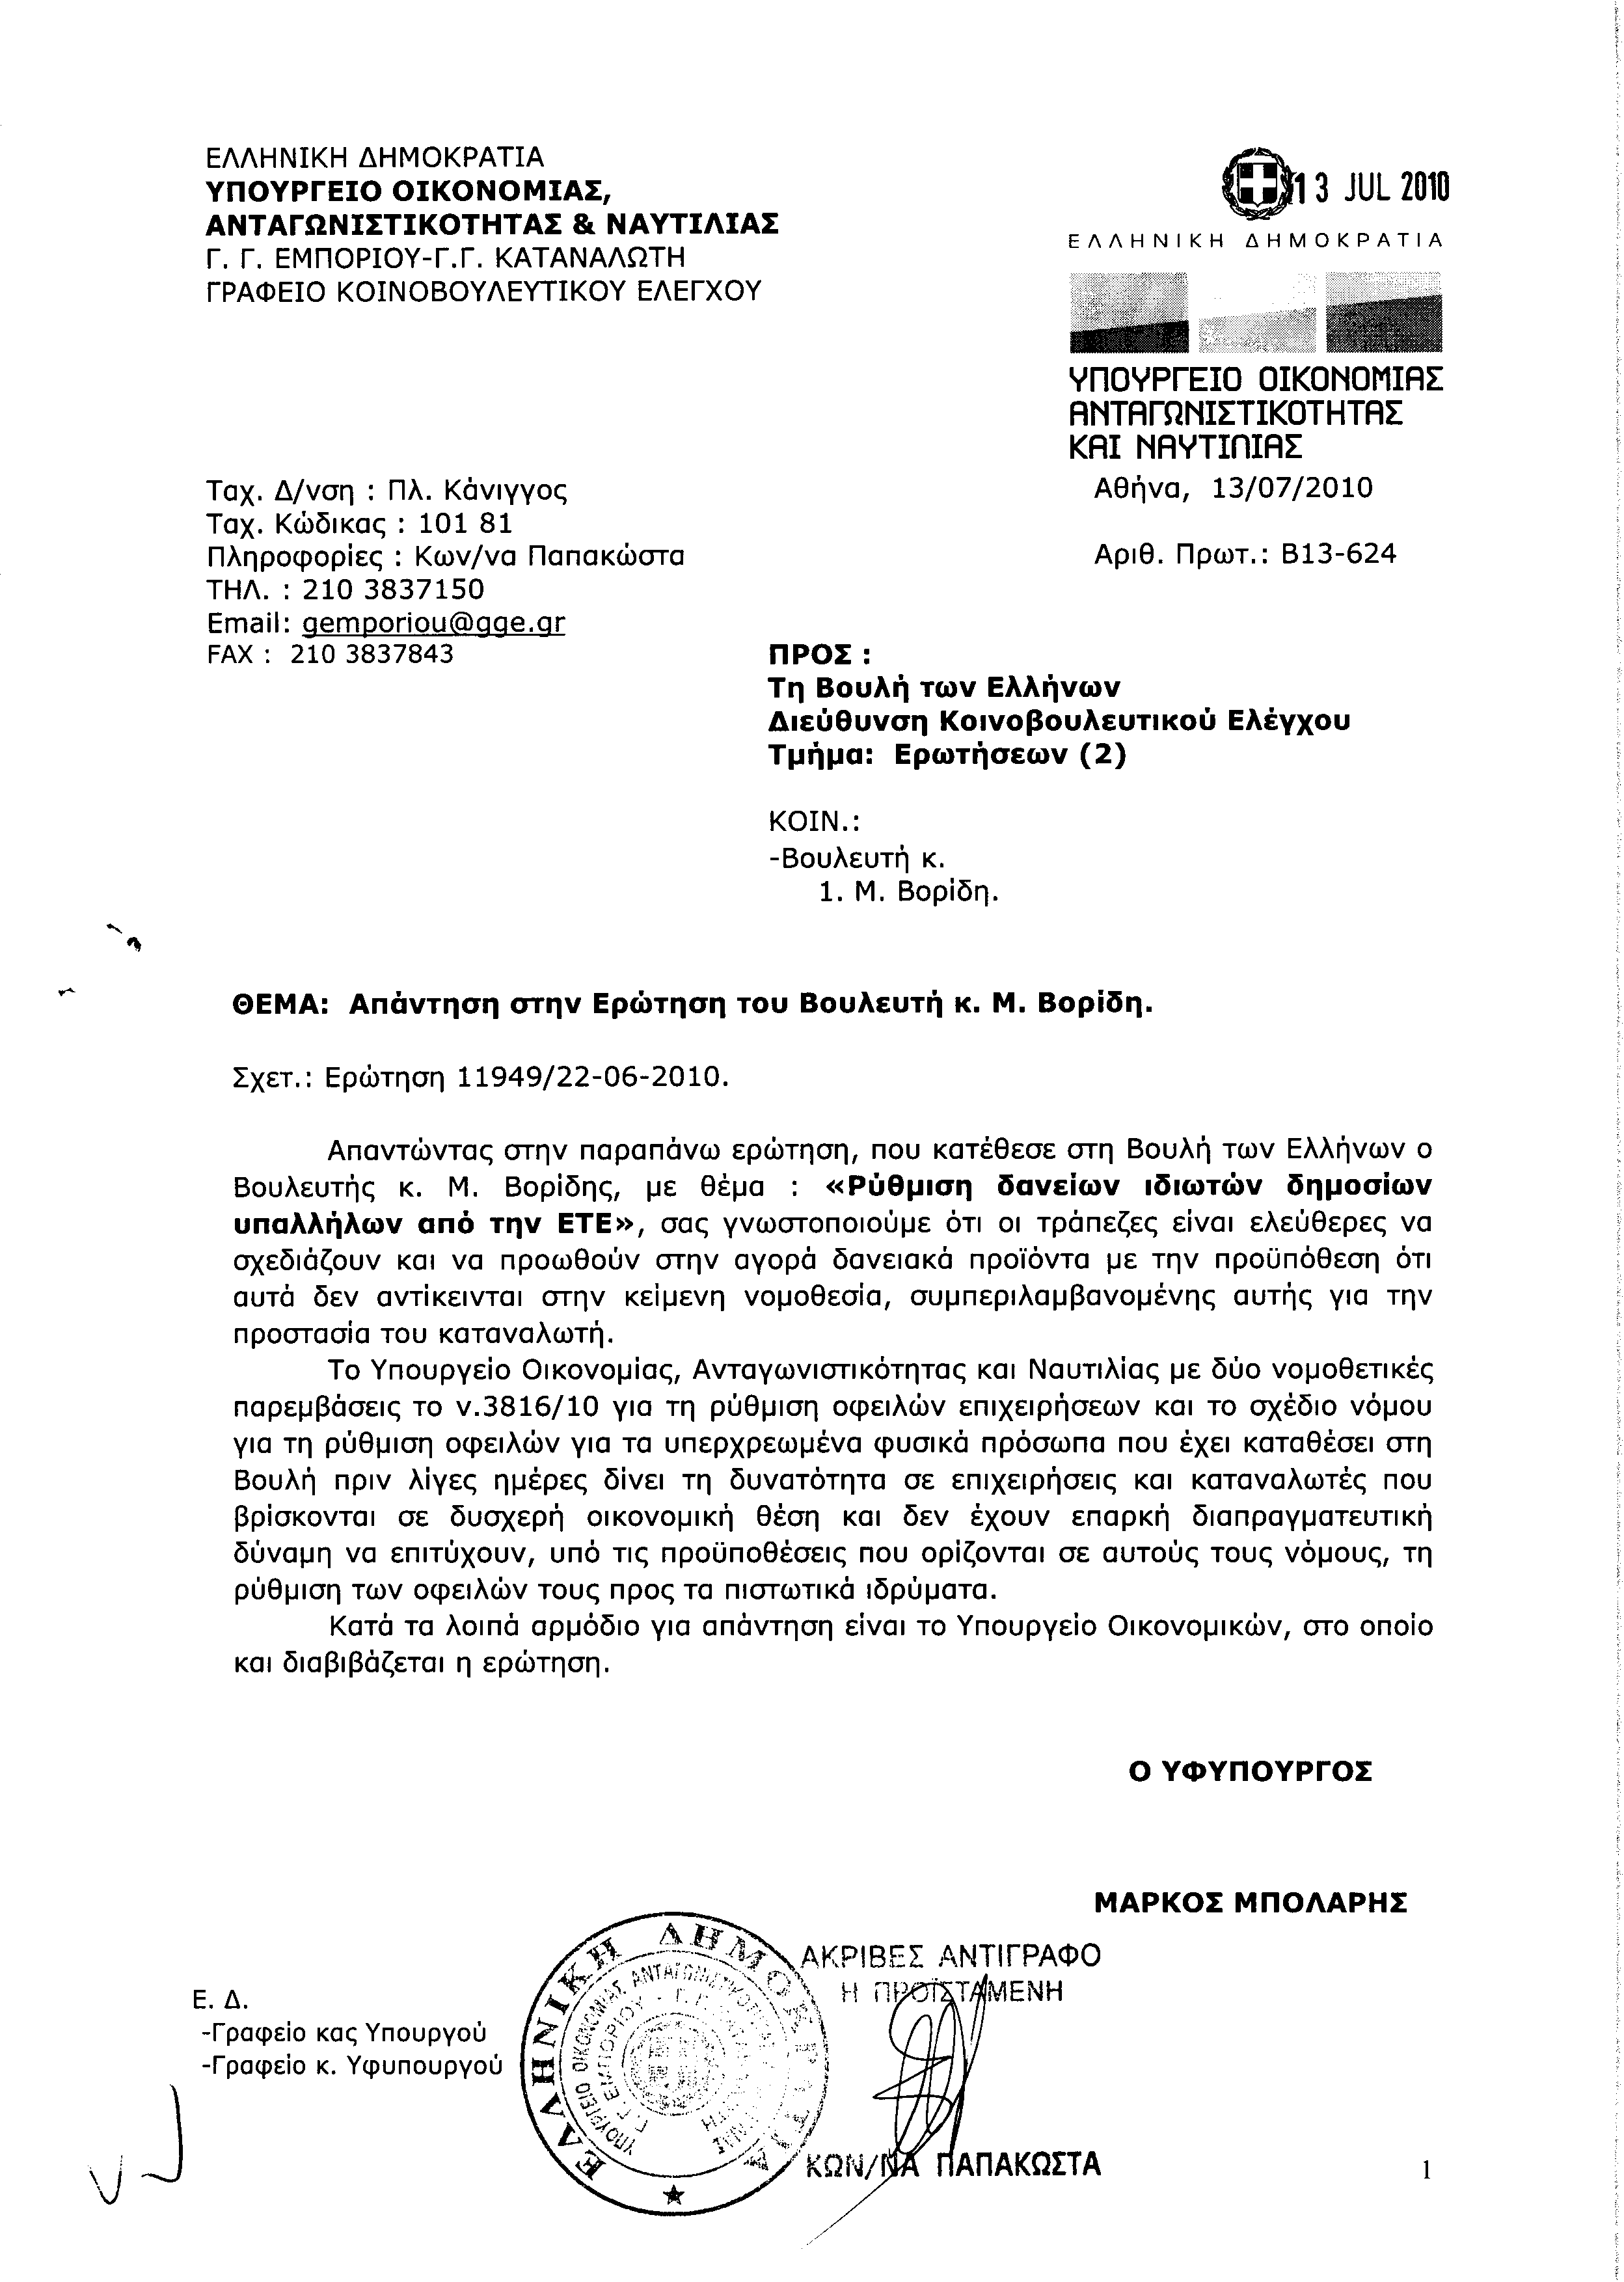 ΕΛΛΗΝΙΚΗ ΔΗΜΟΚΡΑΤΙΑ
ΥΠΟΥΡΓΕΙΟ ΟΙΚΟΝΟΜΙΑΣ,
ΑΝΤΑΓΩΝΙΣΤΙΚΟΤΗΤΑΣ & ΝΑΥΤΙΛΙΑΣ
Γ. Γ. ΕΜΠΟΡΙΟΥ-Γ.Γ. ΚΑΤΑΝΑΛΩΤΗ
ΓΡΑΦΕΙΟ ΚΟΙΝΟΒΟΥΛΕΥΤΙΚΟΥ ΕΛΕΓΧΟΥ
13 JUL 2010
ΕΛΛΗΝΙΚΗ ΔΗΜΟΚΡΑΤΙΑ
ΥΠΟΥΡΓΕΙΟ ΟΙΚΟΝΟΜΙΑΣ
ΑΝΤΑΓΩΝΙΣΤΙΚΟΤΗΤΑΣ
ΚΑΙ ΝΑΥΤΙΛΙΑΣ
Ταχ. Δ/νση : Πλ. Κάνιγγος
Ταχ. Κώδικας : 101 81
Πληροφορίες : Κων/να Παπακώστα
ΤΗΛ. : 210 3837150
Email: gemporiou@gge.gr
FAX : 210 3837843
Αθήνα, 13/07/2010
Αριθ. Πρωτ.: Β13-624
ΠΡΟΣ :
Τη Βουλή των Ελλήνων
Διεύθυνση Κοινοβουλευτικού Ελέγχου
Τμήμα: Ερωτήσεων (2)
ΚΟΙΝ.:
-Βουλευτή κ.
1. Μ. Βορίδη.
ΘΕΜΑ: Απάντηση στην Ερώτηση του Βουλευτή κ. Μ. Βορίδη.
Σχετ.: Ερώτηση 11949/22-06-2010.
Απαντώντας στην παραπάνω ερώτηση, που κατέθεσε στη Βουλή των Ελλήνων ο
Βουλευτής κ. Μ. Βορίδης, με θέμα : «Ρύθμιση δανείων ιδιωτών δημοσίων
υπαλλήλων από την ΕΤΕ», σας γνωστοποιούμε ότι οι τράπεζες είναι ελεύθερες να
σχεδιάζουν και να προωθούν στην αγορά δανειακά προϊόντα με την προϋπόθεση ότι
αυτά δεν αντίκεινται στην κείμενη νομοθεσία, συμπεριλαμβανομένης αυτής για την
προστασία του καταναλωτή.
Το Υπουργείο Οικονομίας, Ανταγωνιστικότητας και Ναυτιλίας με δύο νομοθετικές
παρεμβάσεις το ν.3816/10 για τη ρύθμιση οφειλών επιχειρήσεων και το σχέδιο νόμου
για τη ρύθμιση οφειλών για τα υπερχρεωμένα φυσικά πρόσωπα που έχει καταθέσει στη
Βουλή πριν λίγες ημέρες δίνει τη δυνατότητα σε επιχειρήσεις και καταναλωτές που
βρίσκονται σε δυσχερή οικονομική θέση και δεν έχουν επαρκή διαπραγματευτική
δύναμη να επιτύχουν, υπό τις προϋποθέσεις που ορίζονται σε αυτούς τους νόμους, τη
ρύθμιση των οφειλών τους προς τα πιστωτικά ιδρύματα.
Κατά τα λοιπά αρμόδιο για απάντηση είναι το Υπουργείο Οικονομικών, στο οποίο
και διαβιβάζεται η ερώτηση.
Ο ΥΦΥΠΟΥΡΓΟΣ
ΜΑΡΚΟΣ ΜΠΟΛΑΡΗΣ
ΑΚΡΙΒΕΣ ΑΝΤΙΓΡΑΦΟ
Η ΠΡΟΪΣΤΑΜΕΝΗ
ΚΩΝ/ΝΑ ΠΑΠΑΚΩΣΤΑ
Ε. Δ.
-Γραφείο κας Υπουργού
-Γραφείο κ. Υφυπουργού
ΕΛΛΗΝΙΚΗ ΔΗΜΟΚΡΑΤΙΑ
ΥΠΟΥΡΓΕΙΟ ΟΙΚΟΝΟΜΙΑΣ
Γ. Γ. ΕΜΠΟΡΙΟΥ
1